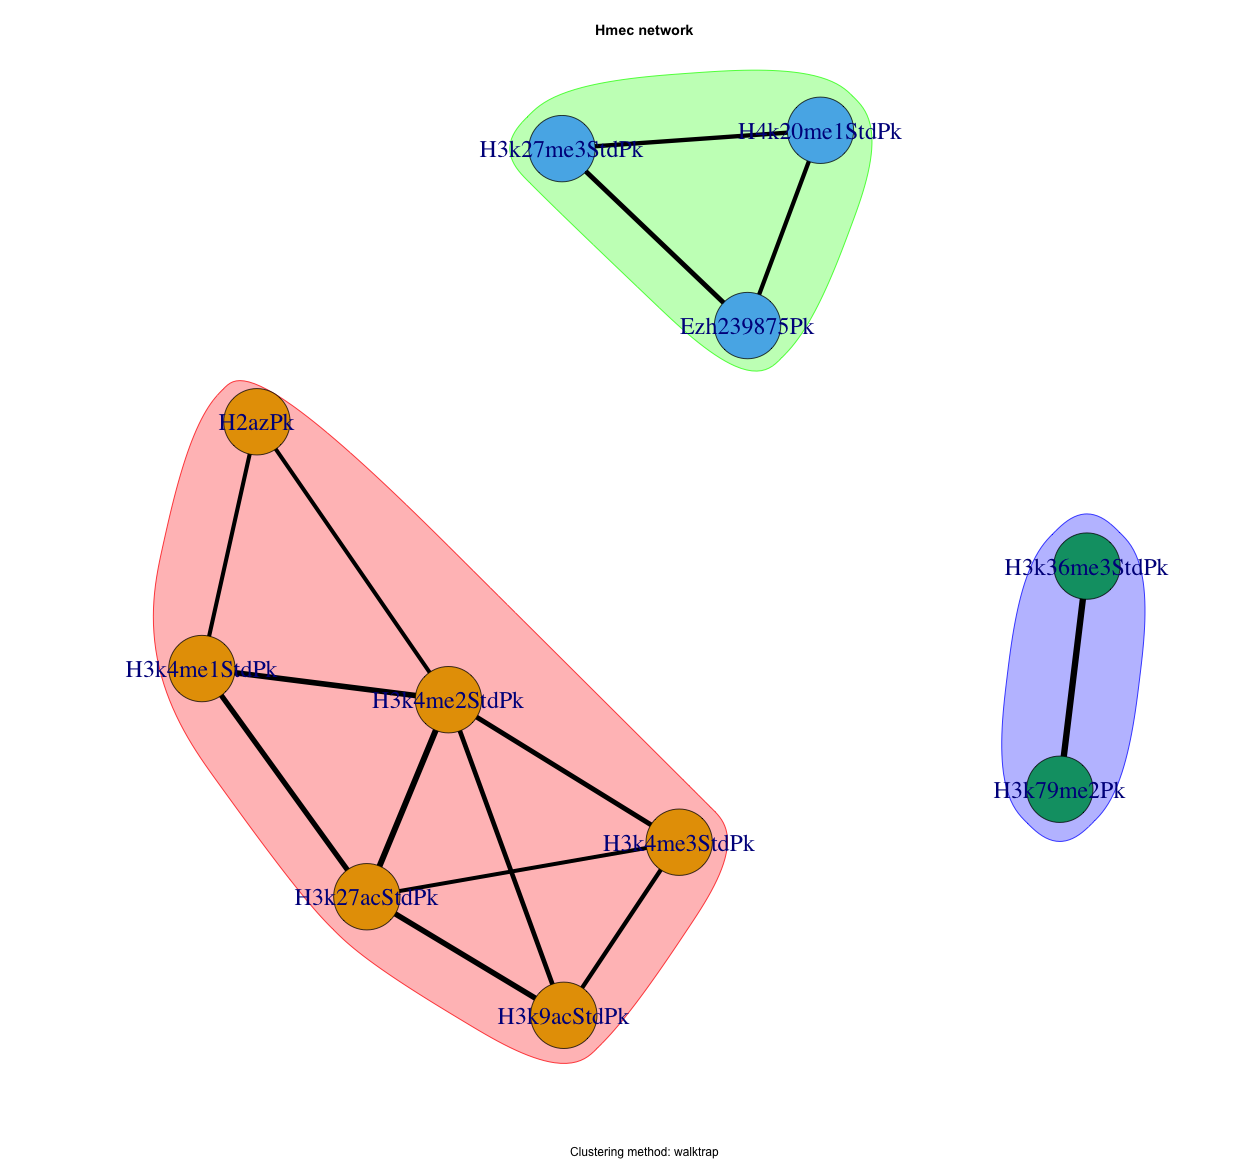 Hmec network
H4k20me1StdPk
H3k27me3StdPk
Ezh239875Pk
H2azPk
H3k36me3StdPk
H3k4me1StdPk
H3k4me2StdPk
H3k79me2Pk
H3k4me3StdPk
H3k27acStdPk
H3k9acStdPk
Clustering method: walktrap